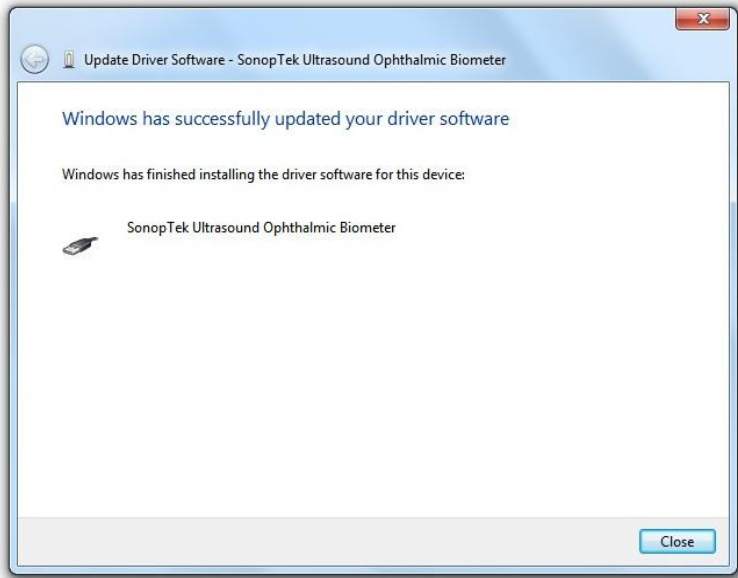 Update Driver Software - SonopTek Ultrasound Ophthalmic Biometer
Windows has successfully updated your driver software
Windows has finished installing the driver software for this device:
SonopTek Ultrasound Ophthalmic Biometer
Close